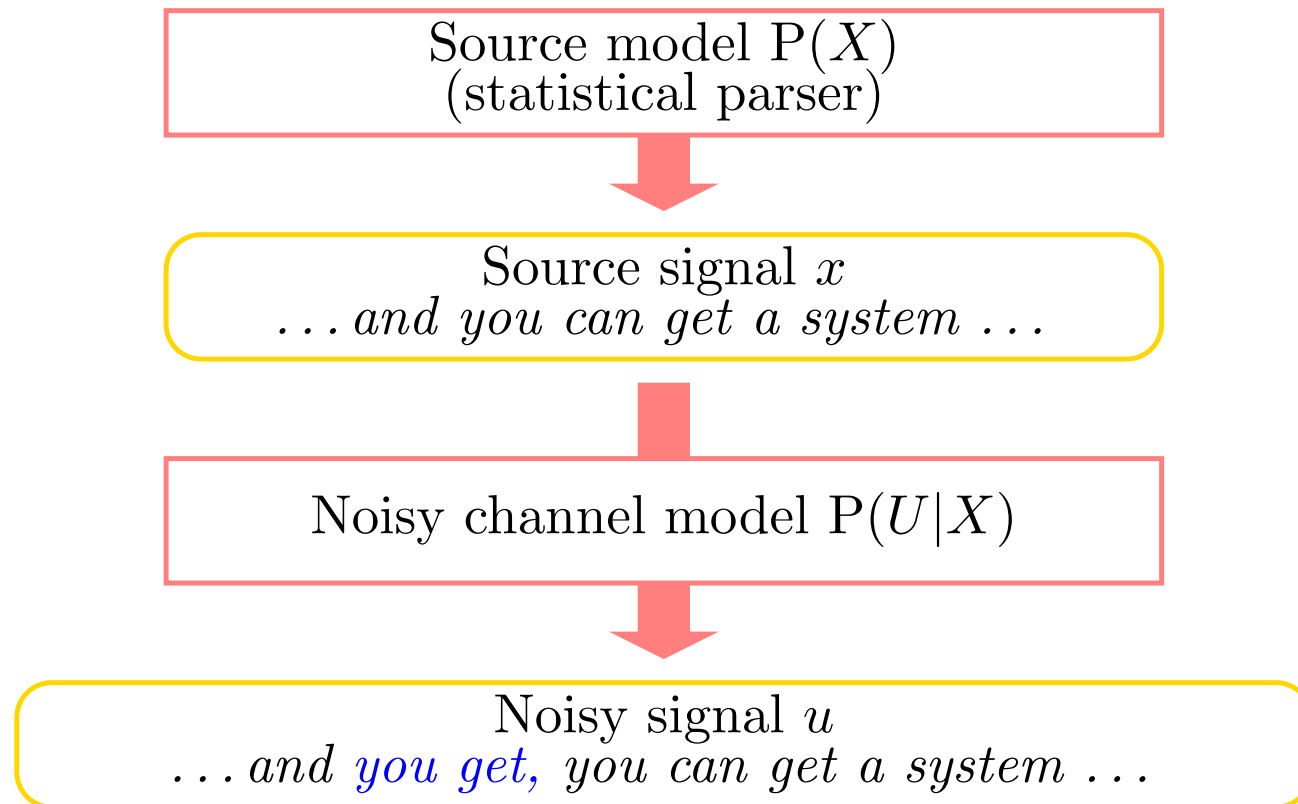 Source model P(X)
(statistical parser)
Source signal x
. . . and you can get a system . . .
Noisy channel model P(U|X)
Noisy signal u
. . . and you get, you can get a system . . .